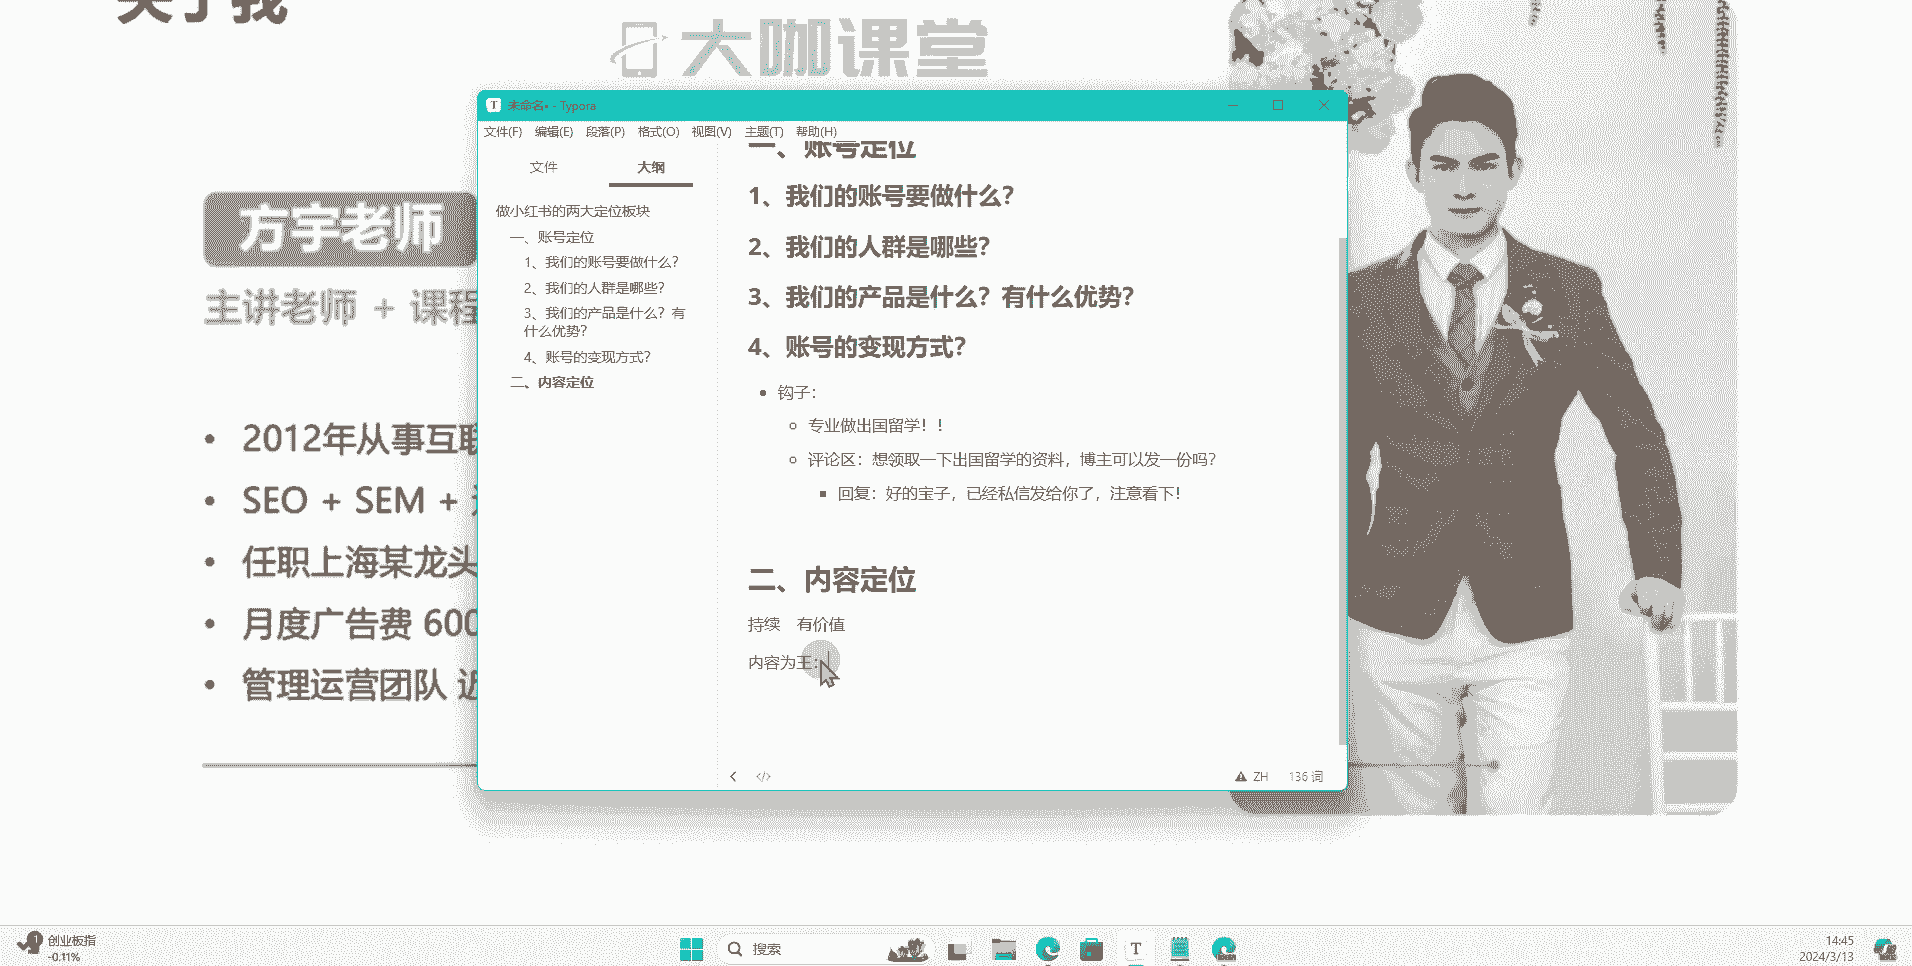 关于我
大咖课堂
方宇老师
主讲老师 + 课程
2012年从事互联
SEO + SEM +
任职上海某龙头
月度广告费 600
管理运营团队 近
未命名• - Typora
文件(F) 编辑(E) 段落(P) 格式(O) 视图(V) 主题(T) 帮助(H)
文件 大纲
做小红书的两大定位板块
一、账号定位
1、我们的账号要做什么？
2、我们的人群是哪些？
3、我们的产品是什么？有
什么优势？
4、账号的变现方式？
二、内容定位
一、账号定位
1、我们的账号要做什么？
2、我们的人群是哪些？
3、我们的产品是什么？有什么优势？
4、账号的变现方式？
钩子：
专业做出国留学！！
评论区：想领取一下出国留学的资料，博主可以发一份吗？
回复：好的宝子，已经私信发给你了，注意看下！
二、内容定位
持续 有价值
内容为王：
ZH 136 词
1
创业板指
-0.11%
搜索
14:45
2024/3/13